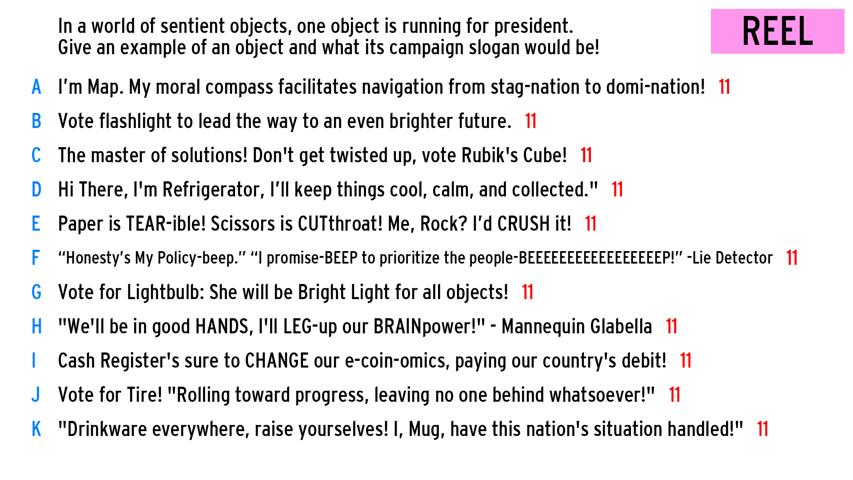 In a world of sentient objects, one object is running for president.
Give an example of an object and what its campaign slogan would be!
REEL
A I'm Map. My moral compass facilitates navigation from stag-nation to domi-nation! 11
B Vote flashlight to lead the way to an even brighter future. 11
C The master of solutions! Don't get twisted up, vote Rubik's Cube! 11
D Hi There, I'm Refrigerator, I'll keep things cool, calm, and collected." 11
E Paper is TEAR-ible! Scissors is CUTthroat! Me, Rock? I'd CRUSH it! 11
F “Honesty's My Policy-beep.” “I promise-BEEP to prioritize the people-BEEEEEEEEEEEEEEEEEP!” -Lie Detector 11
G Vote for Lightbulb: She will be Bright Light for all objects! 11
H "We'll be in good HANDS, I'll LEG-up our BRAINpower!" - Mannequin Glabella 11
I Cash Register's sure to CHANGE our e-coin-omics, paying our country's debit! 11
J Vote for Tire! "Rolling toward progress, leaving no one behind whatsoever!" 11
K "Drinkware everywhere, raise yourselves! I, Mug, have this nation's situation handled!" 11